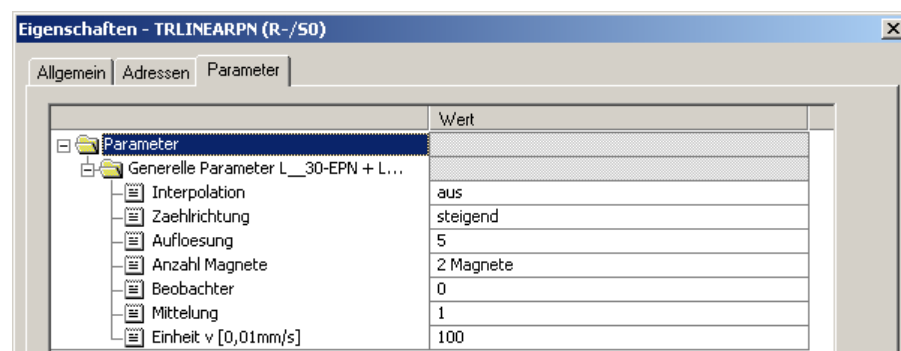 Eigenschaften - TRLINEARPN (R-/S0)
Allgemein Adressen Parameter
Wert
Parameter
Generelle Parameter L__30-EPN + L...
Interpolation aus
Zaehlrichtung steigend
Aufloesung 5
Anzahl Magnete 2 Magnete
Beobachter 0
Mittelung 1
Einheit v [0,01mm/s] 100